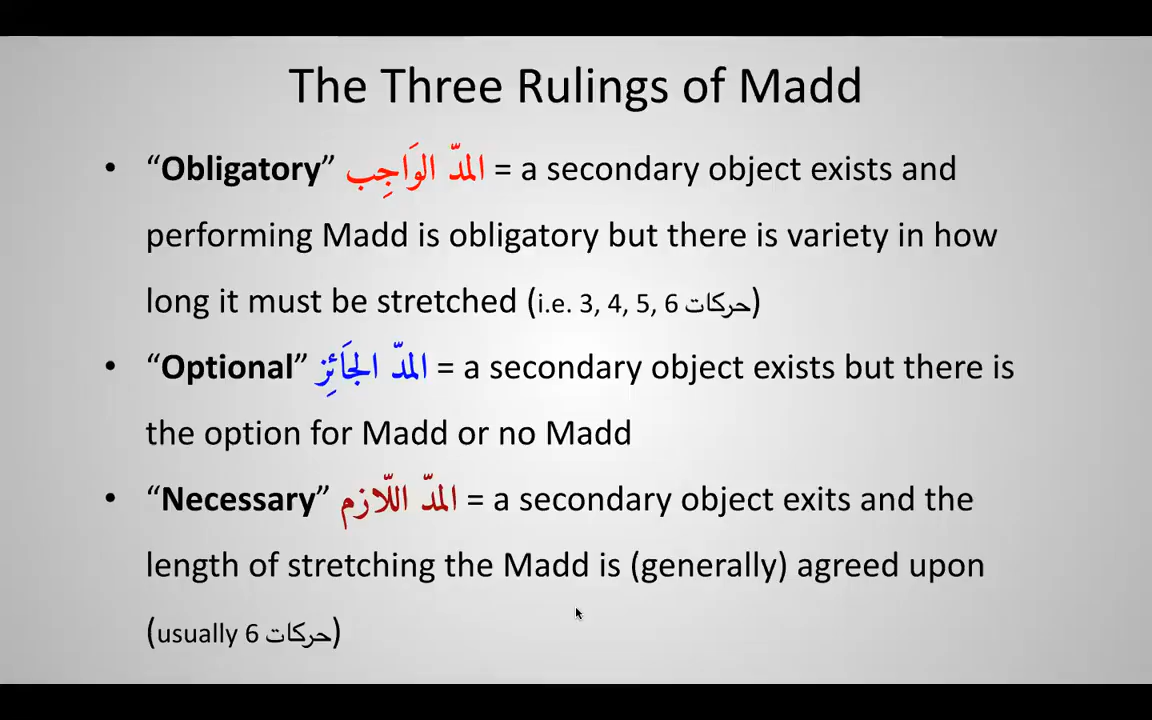 The Three Rulings of Madd
• “Obligatory” المدّ الوَاجِب = a secondary object exists and
performing Madd is obligatory but there is variety in how
long it must be stretched (i.e. 3, 4, 5, 6 حركات)
• “Optional” المدّ الجَائِز = a secondary object exists but there is
the option for Madd or no Madd
• “Necessary” المدّ اللّازم = a secondary object exits and the
length of stretching the Madd is (generally) agreed upon
(usually 6 حركات)